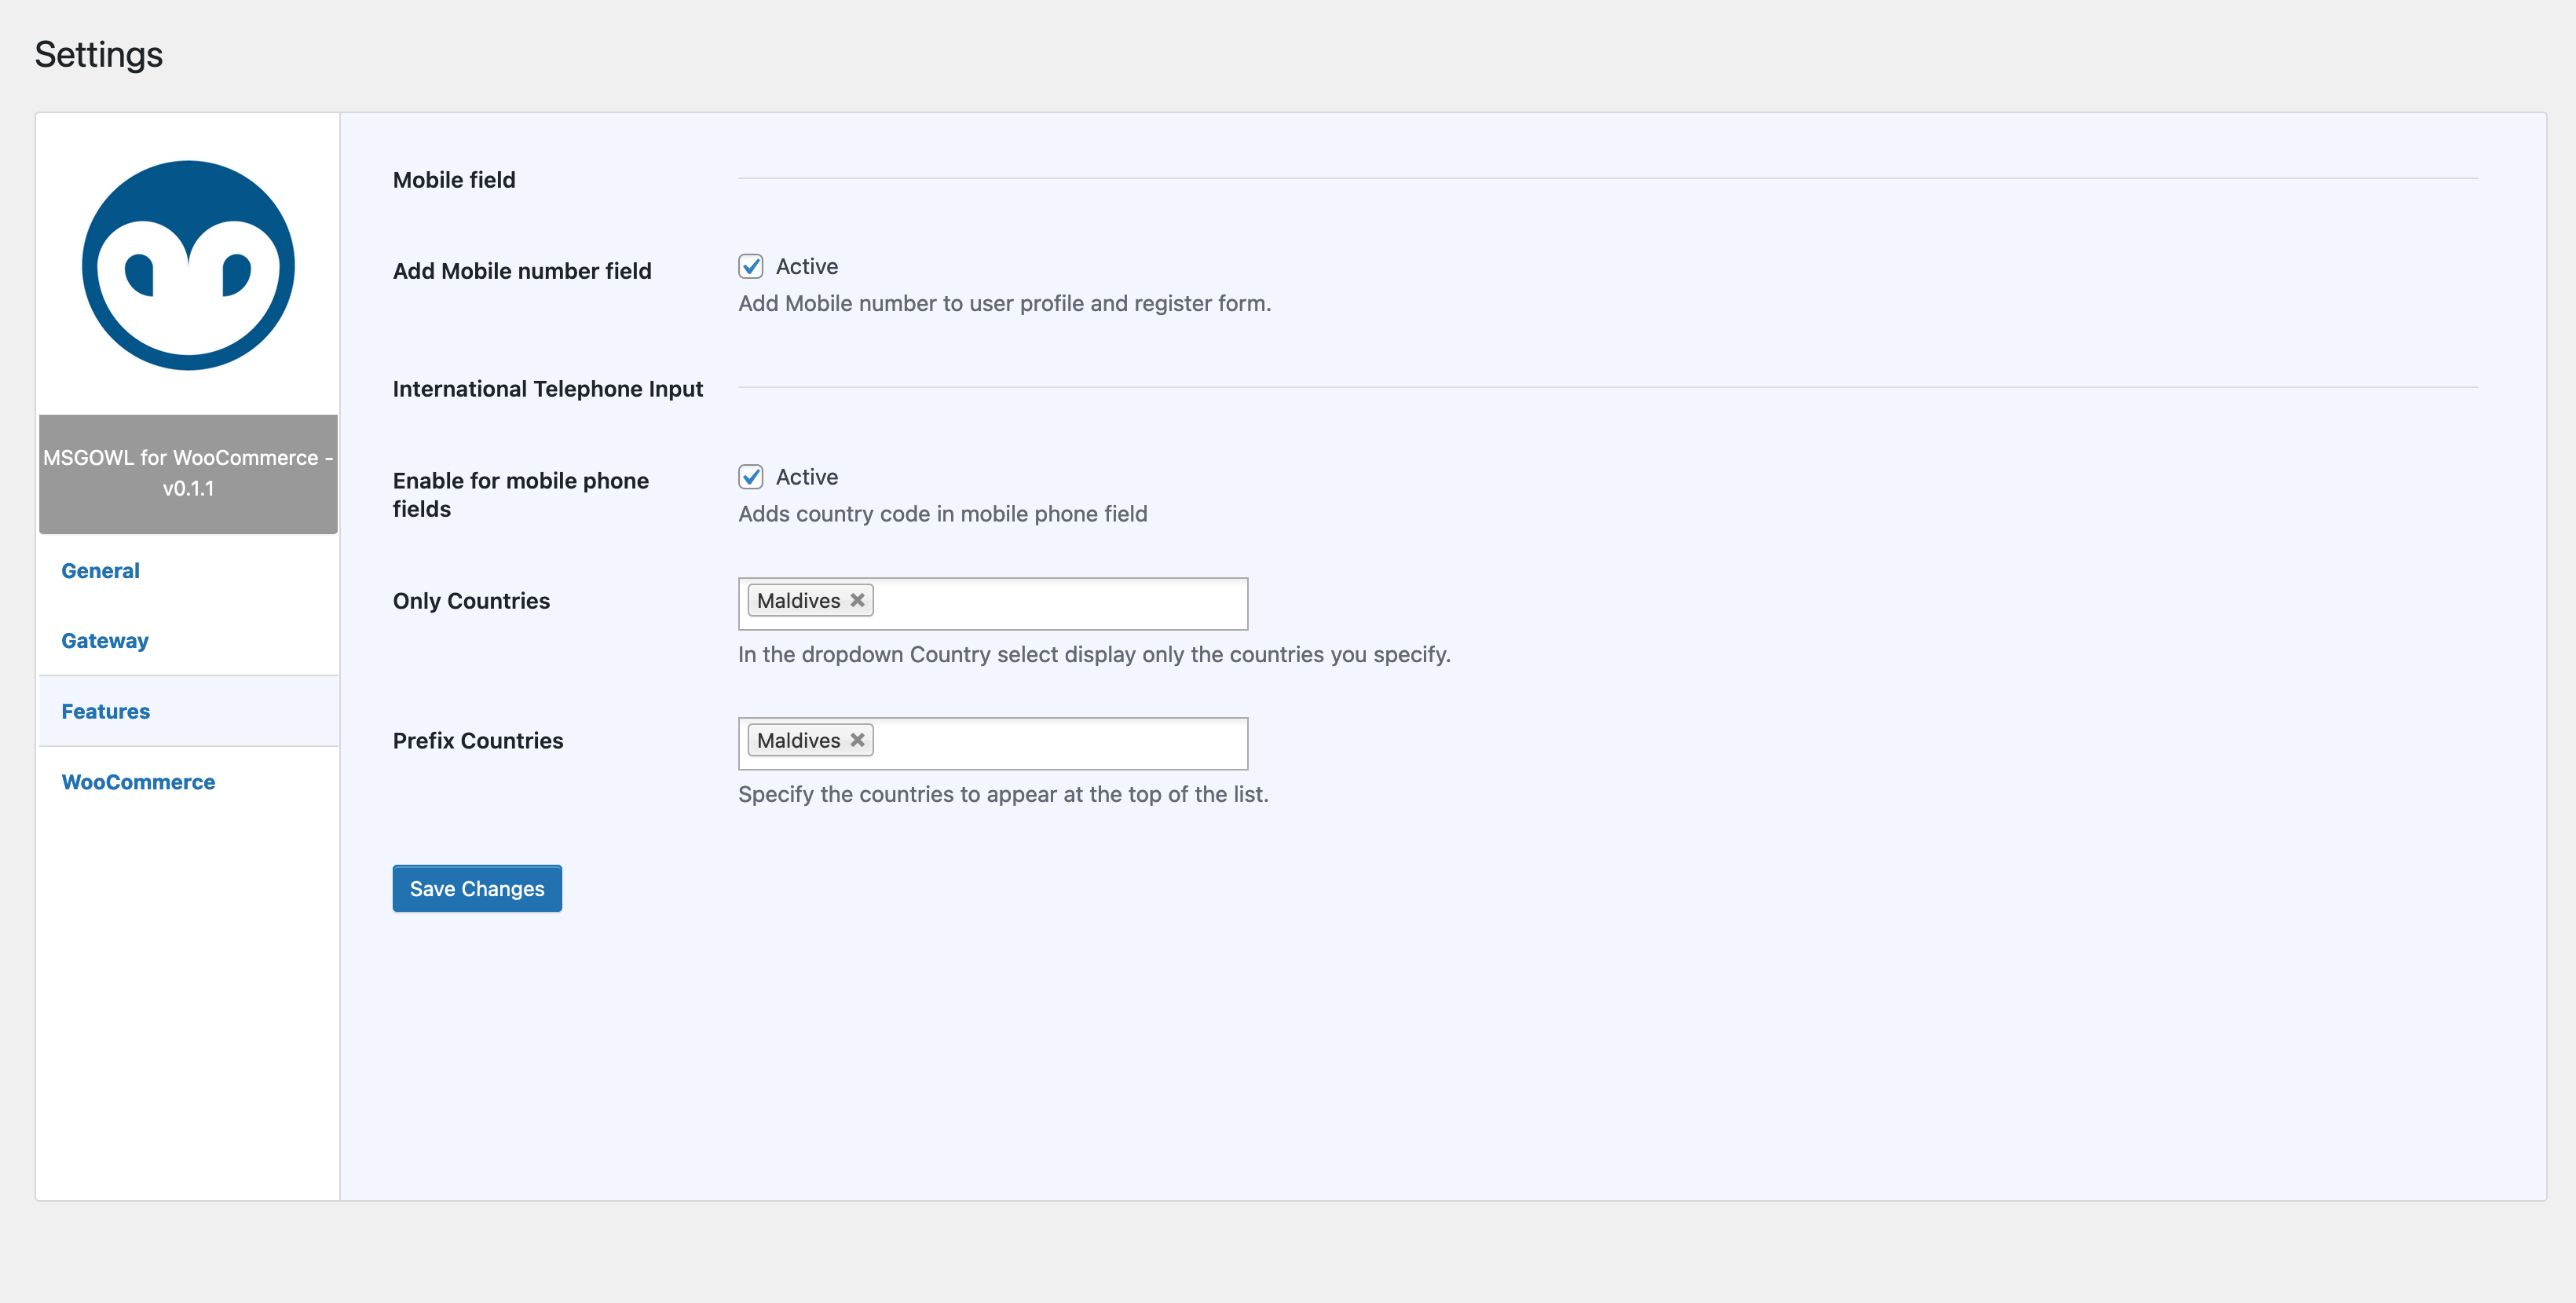 Settings
MSGOWL for WooCommerce -
v0.1.1
General
Gateway
Features
WooCommerce
Mobile field
Add Mobile number field
Active
Add Mobile number to user profile and register form.
International Telephone Input
Enable for mobile phone
fields
Active
Adds country code in mobile phone field
Only Countries
Maldives
In the dropdown Country select display only the countries you specify.
Prefix Countries
Maldives
Specify the countries to appear at the top of the list.
Save Changes